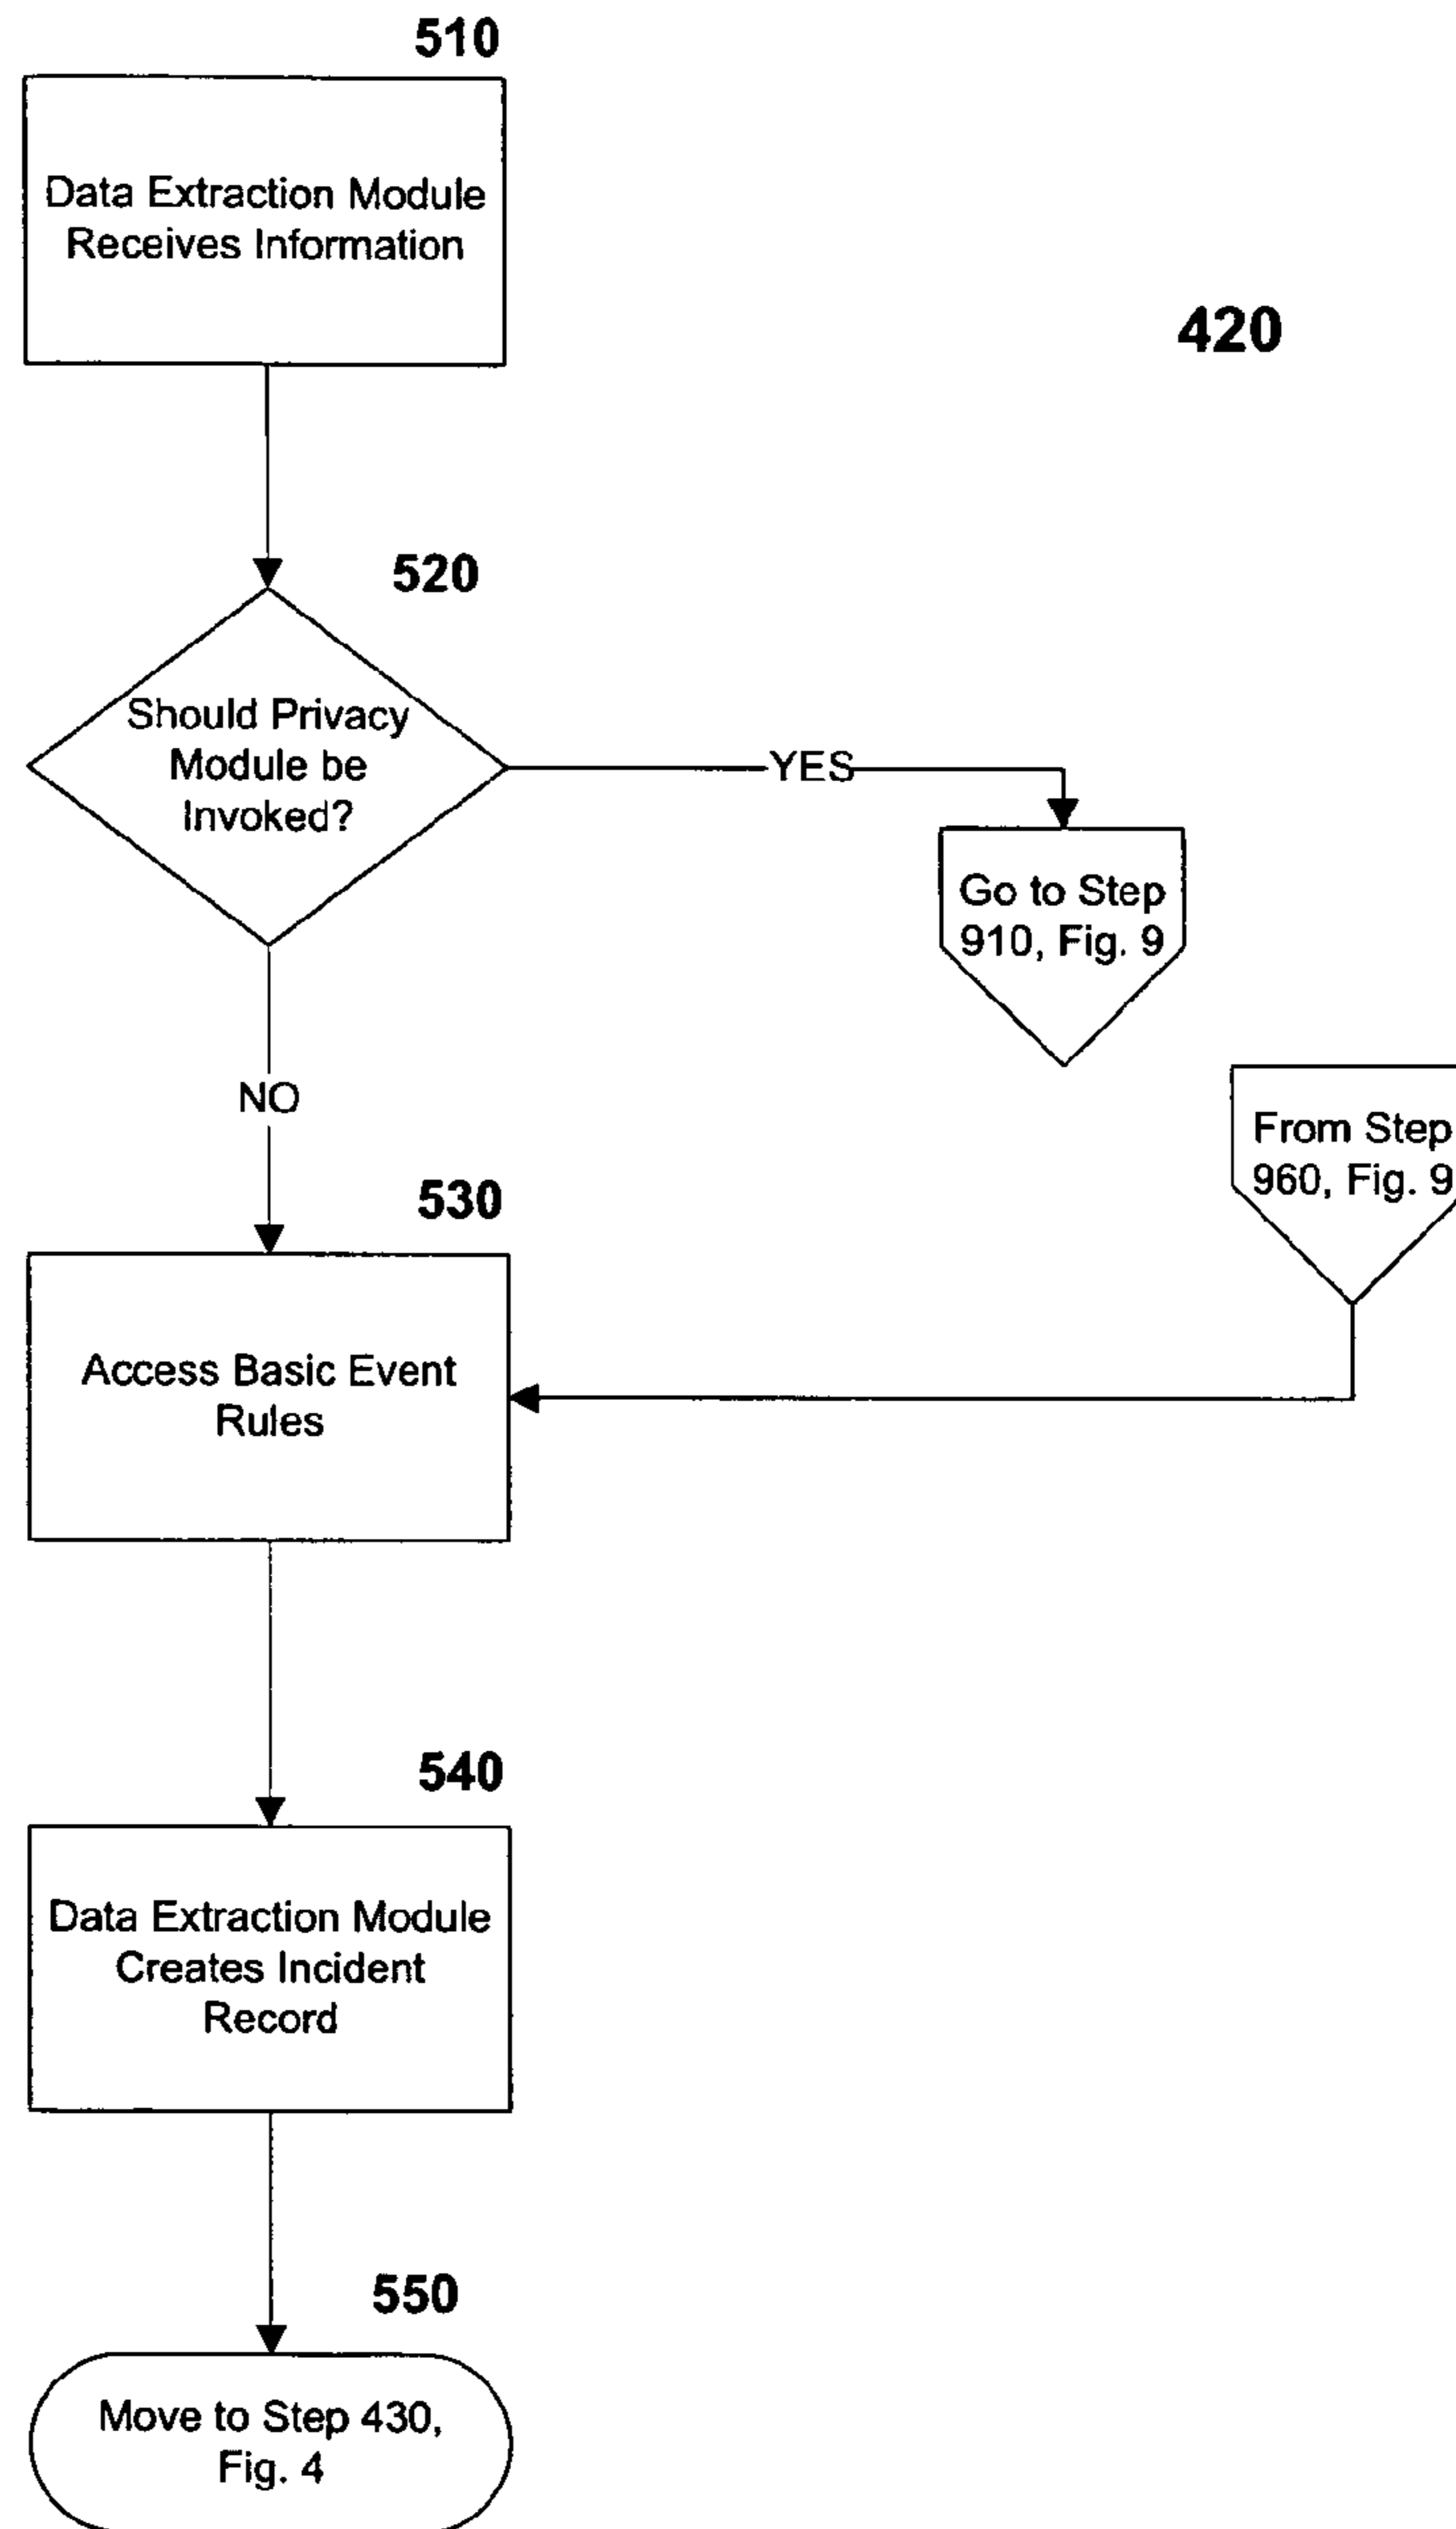 510
Data Extraction Module
Receives Information
420
520
Should Privacy
Module be
Invoked?
YES
Go to Step
910, Fig. 9
NO
From Step
960, Fig. 9
530
Access Basic Event
Rules
540
Data Extraction Module
Creates Incident
Record
550
Move to Step 430,
Fig. 4